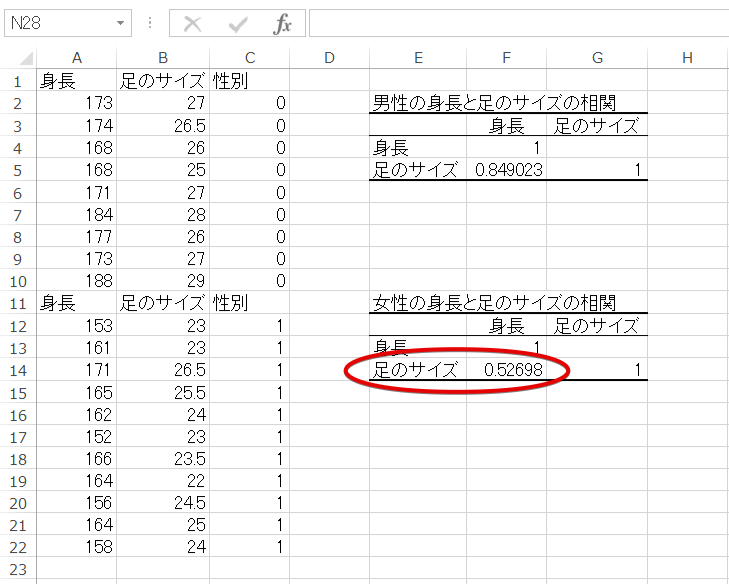 N28 fx
A B C D E F G H
1 身長 足のサイズ 性別
2 173 27 0 男性の身長と足のサイズの相関
3 174 26.5 0 身長 足のサイズ
4 168 26 0 身長 1
5 168 25 0 足のサイズ 0.849023 1
6 171 27 0
7 184 28 0
8 177 26 0
9 173 27 0
10 188 29 0
11 身長 足のサイズ 性別 女性の身長と足のサイズの相関
12 153 23 1 身長 足のサイズ
13 161 23 1 身長 1
14 171 26.5 1 足のサイズ 0.52698 1
15 165 25.5 1
16 162 24 1
17 152 23 1
18 166 23.5 1
19 164 22 1
20 156 24.5 1
21 164 25 1
22 158 24 1
23